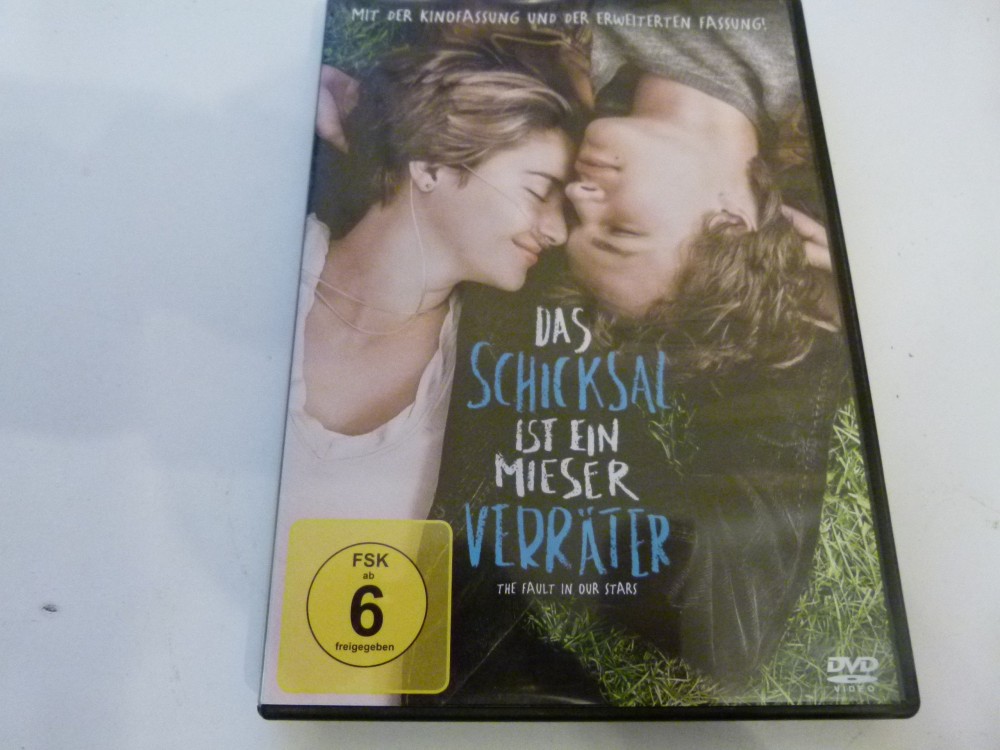 MIT DER KINDFASSUNG UND DER ERWEITERTEN FASSUNG!
DAS
SCHICKSAL
IST EIN
MIESER
VERRÄTER
THE FAULT IN OUR STARS
FSK
ab
6
freigegeben
DVD
VIDEO